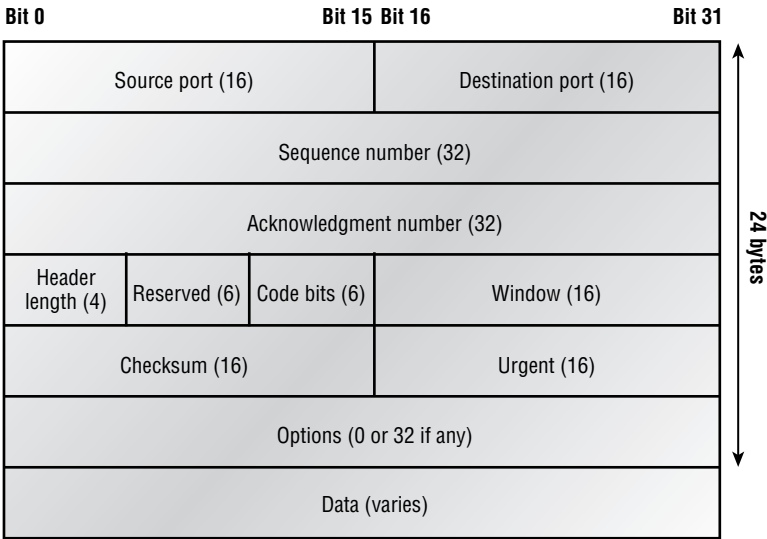 Bit 0 Bit 15 Bit 16 Bit 31
Source port (16) Destination port (16)
Sequence number (32)
Acknowledgment number (32)
Header
length (4) Reserved (6) Code bits (6) Window (16)
Checksum (16) Urgent (16)
Options (0 or 32 if any)
Data (varies)
24 bytes